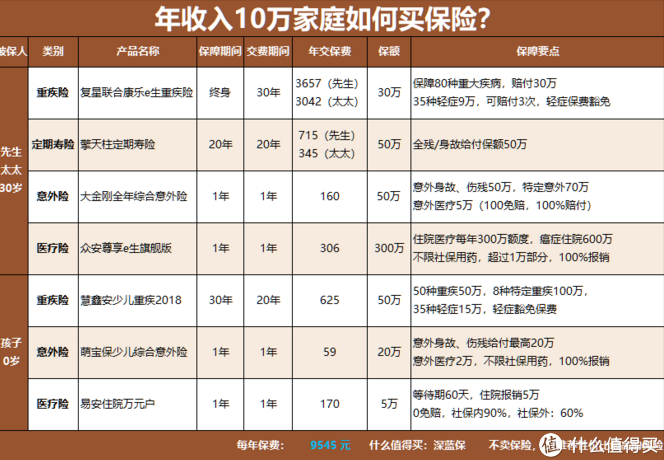 年收入10万家庭如何买保险?
被保人 类别 产品名称 保障期间 交费期间 年交保费 保额 保障要点
先生
太太
30岁
重疾险 复星联合康乐e生重疾险 终身 30年 3657（先生） 3042（太太） 30万 保障80种重大疾病，赔付30万
35种轻症9万，可赔付3次，轻症保费豁免
定期寿险 擎天柱定期寿险 20年 20年 715（先生） 345（太太） 50万 全残/身故给付保额50万
意外险 大金刚全年综合意外险 1年 1年 160 50万 意外身故、伤残50万，特定意外70万
意外医疗5万（100免赔，100%赔付）
医疗险 众安尊享e生旗舰版 1年 1年 306 300万 住院医疗每年300万额度，癌症住院600万
不限社保用药，超过1万部分，100%报销
孩子
0岁
重疾险 慧鑫安少儿重疾2018 30年 20年 625 50万 50种重疾50万，8种特定重疾100万，
35种轻症15万，轻症豁免保费
意外险 萌宝保少儿综合意外险 1年 1年 59 20万 意外身故、伤残给付最高20万
意外医疗2万，不限社保用药，100%报销
医疗险 易安住院万元户 1年 1年 170 5万 等待期60天，住院报销5万
0免赔，社保内90%，社保外：60%
每年保费： 9545 元 什么值得买：深蓝保 不卖保险，
值 什么值得买